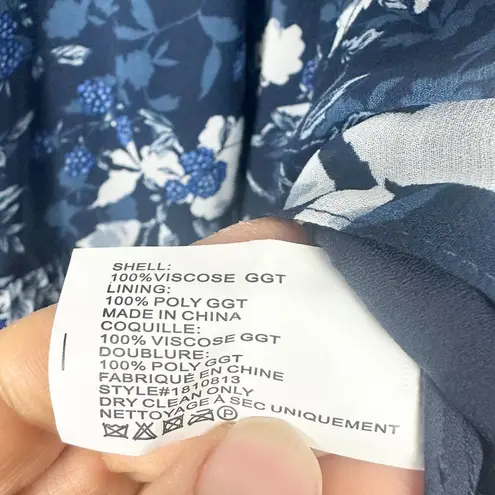 SHELL:
100%VISCOSE GGT
LINING:
100% POLY GGT
MADE IN CHINA
COQUILLE:
100% VISCOSE GGT
DOUBLURE:
100% POLY GGT
FABRIQUÉ EN CHINE
STYLE#1810813
DRY CLEAN ONLY
NETTOYAGE À SEC UNIQUEMENT
P